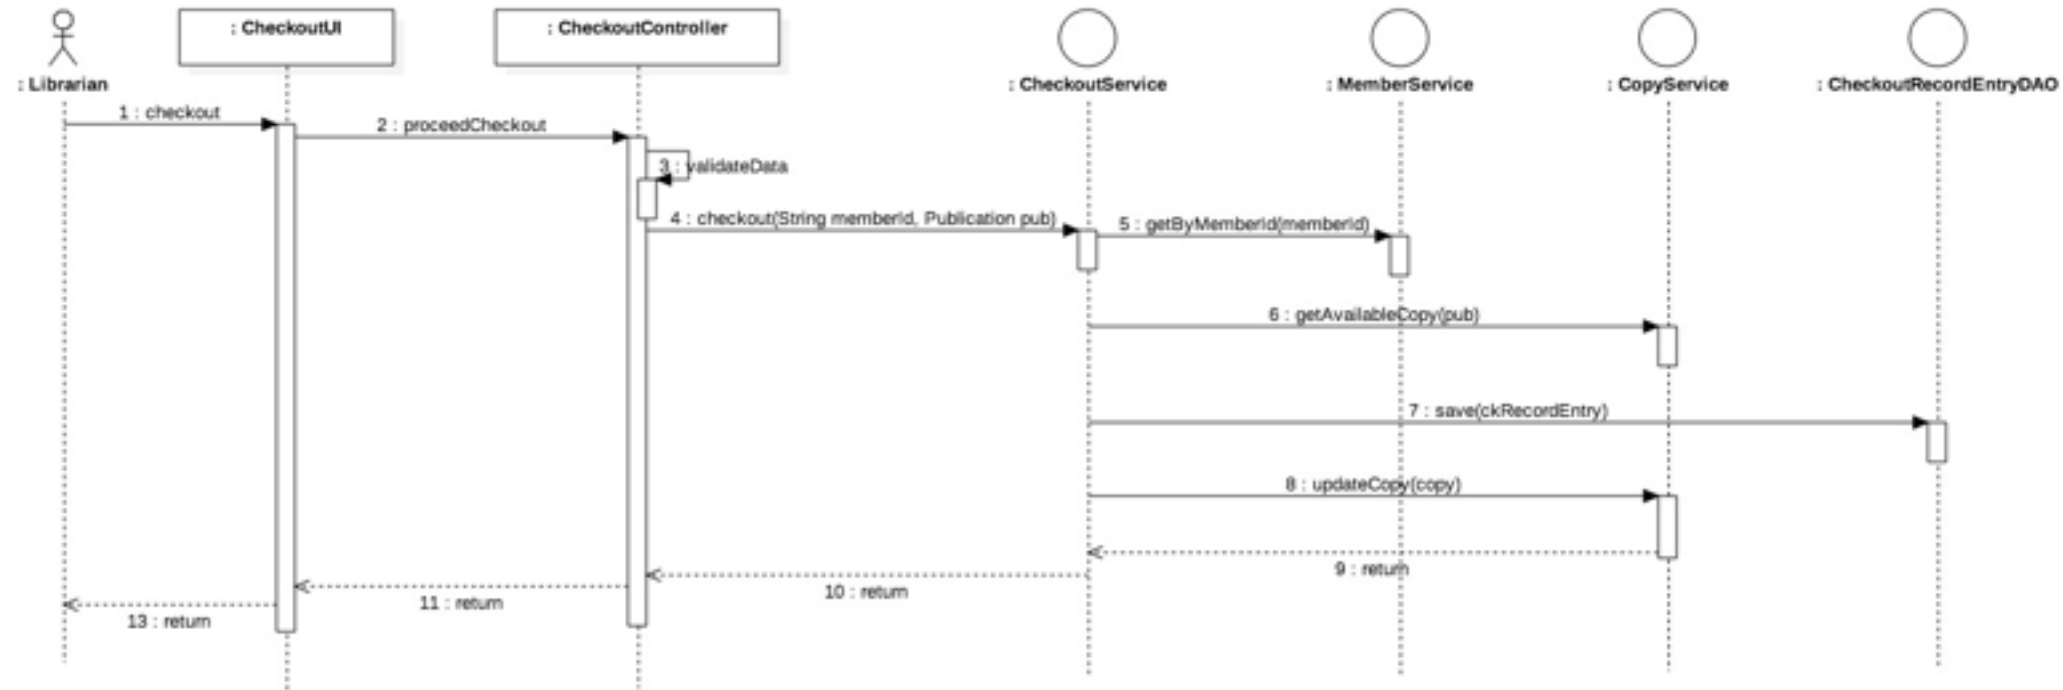 : CheckoutUI
: CheckoutController
: Librarian
: CheckoutService
: MemberService
: CopyService
: CheckoutRecordEntryDAO
1 : checkout
2 : proceedCheckout
3 : validateData
4 : checkout(String memberId, Publication pub)
5 : getByMemberId(memberId)
6 : getAvailableCopy(pub)
7 : save(ckRecordEntry)
8 : updateCopy(copy)
9 : return
10 : return
11 : return
13 : return